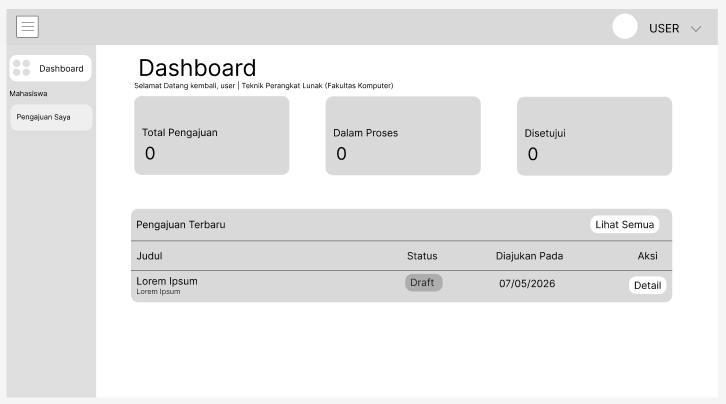 USER
Dashboard
Mahasiswa
Pengajuan Saya
Dashboard
Selamat Datang kembali, user | Teknik Perangkat Lunak (Fakultas Komputer)
Total Pengajuan
0
Dalam Proses
0
Disetujui
0
Pengajuan Terbaru Lihat Semua
Judul Status Diajukan Pada Aksi
Lorem Ipsum Draft 07/05/2026 Detail
Lorem Ipsum